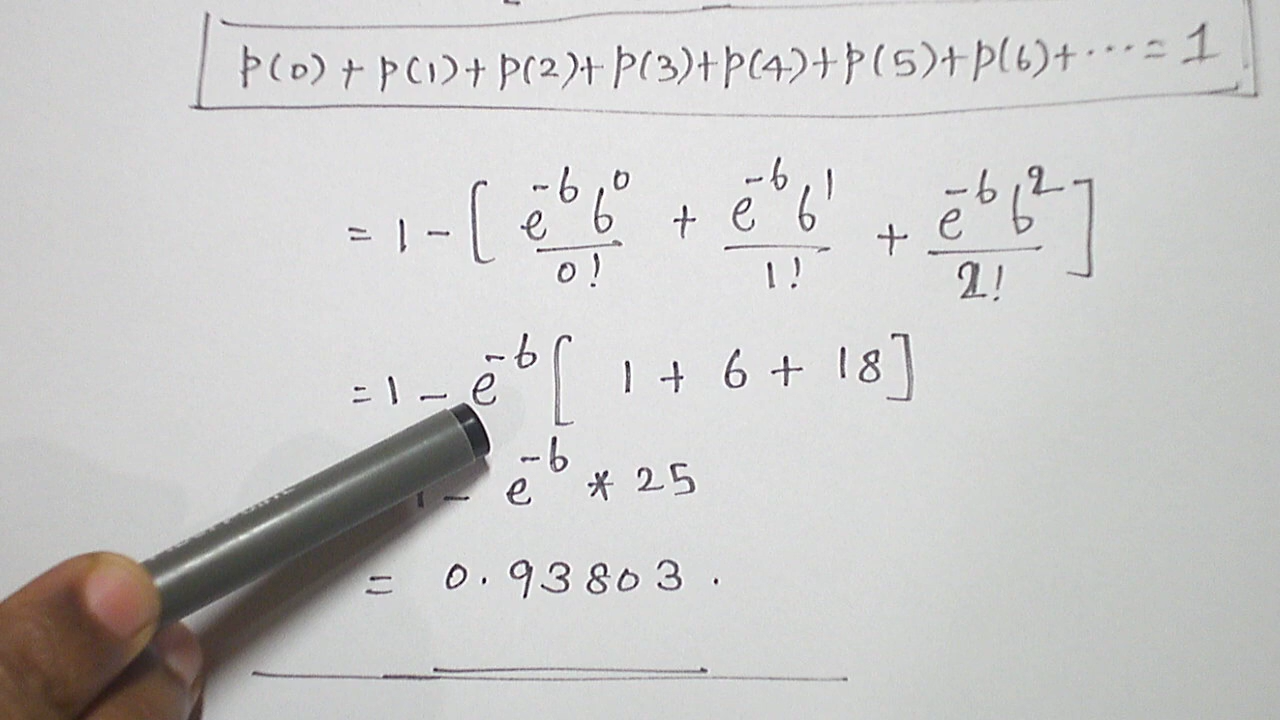 p(0) + p(1) + p(2) + p(3) + p(4) + p(5) + p(6) + ... = 1
= 1 - [ e^-6 6^0 / 0! + e^-6 6^1 / 1! + e^-6 6^2 / 2! ]
= 1 - e^-6 [ 1 + 6 + 18 ]
1 - e^-6 * 25
= 0.93803.